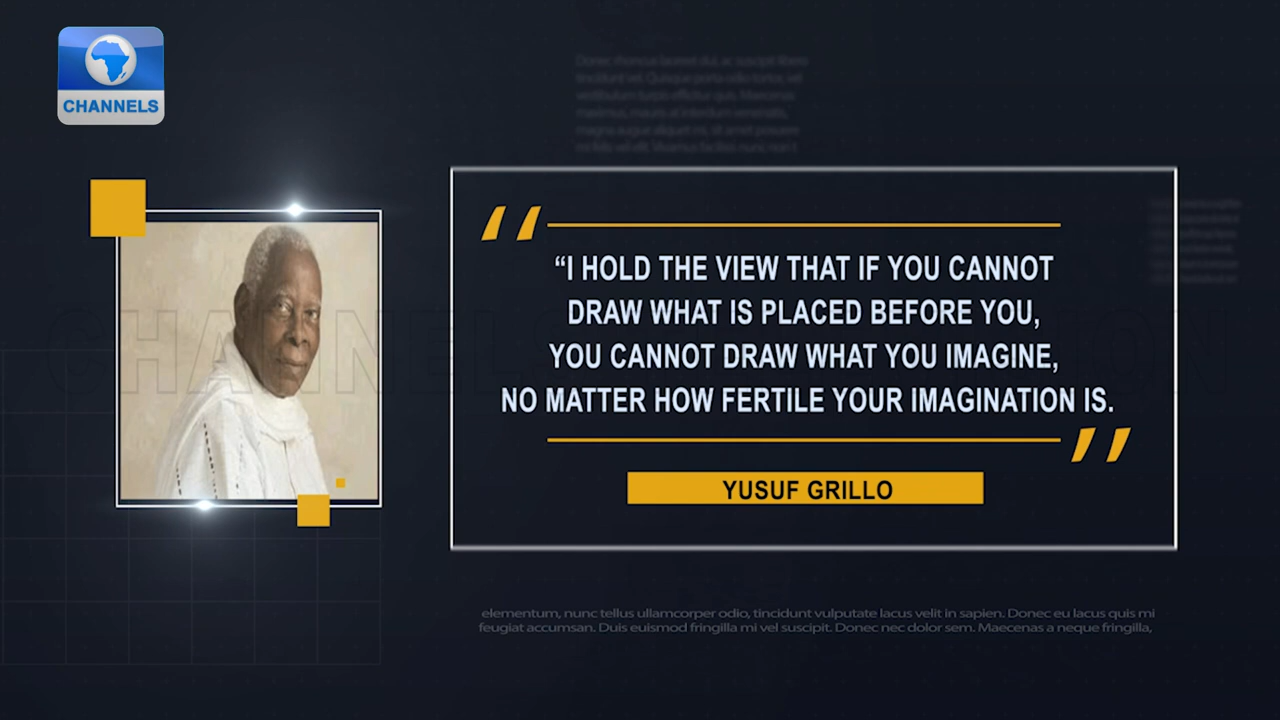 CHANNELS
“I HOLD THE VIEW THAT IF YOU CANNOT
DRAW WHAT IS PLACED BEFORE YOU,
YOU CANNOT DRAW WHAT YOU IMAGINE,
NO MATTER HOW FERTILE YOUR IMAGINATION IS.
YUSUF GRILLO
elementum, nunc tellus ullamcorper odio, tincidunt vulputate lacus velit in sapien. Donec eu lacus quis mi
feugiat accumsan. Duis euismod fringilla mi vel suscipit. Donec nec dolor sem. Maecenas a neque fringilla,